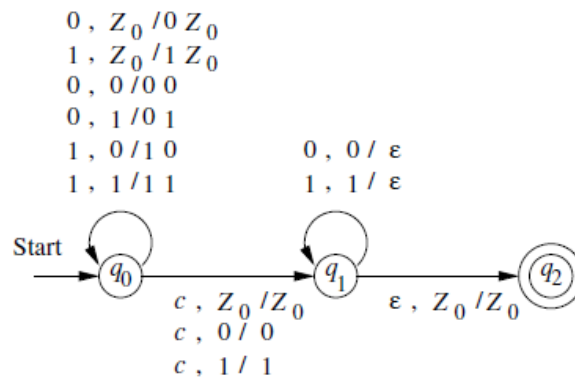 0 , Z0 / 0 Z0
1 , Z0 / 1 Z0
0 , 0 / 0 0
0 , 1 / 0 1
1 , 0 / 1 0
1 , 1 / 1 1
0 , 0 / ε
1 , 1 / ε
Start
q0
q1
q2
c , Z0 / Z0
c , 0 / 0
c , 1 / 1
ε , Z0 / Z0